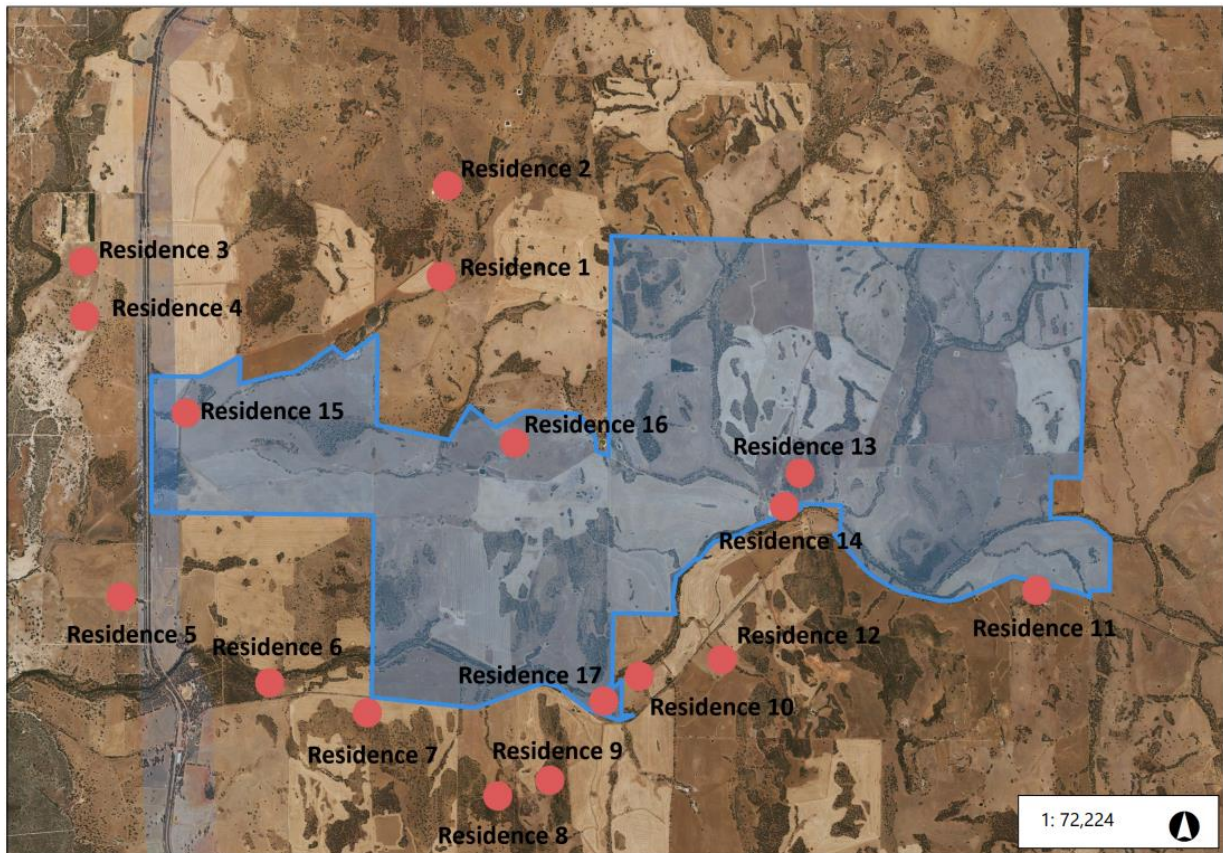 Residence 2
Residence 3
Residence 1
Residence 4
Residence 15
Residence 16
Residence 13
Residence 14
Residence 5
Residence 6
Residence 12
Residence 11
Residence 17
Residence 10
Residence 7
Residence 9
Residence 8
1: 72,224